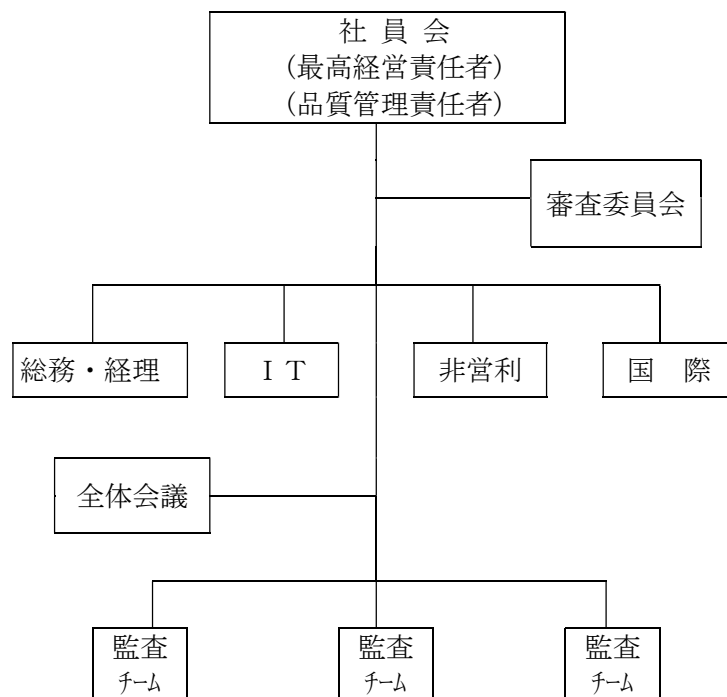 社 員 会
(最高経営責任者)
(品質管理責任者)
審査委員会
総務・経理
ＩＴ
非営利
国　際
全体会議
監査
ﾁｰﾑ
監査
ﾁｰﾑ
監査
ﾁｰﾑ